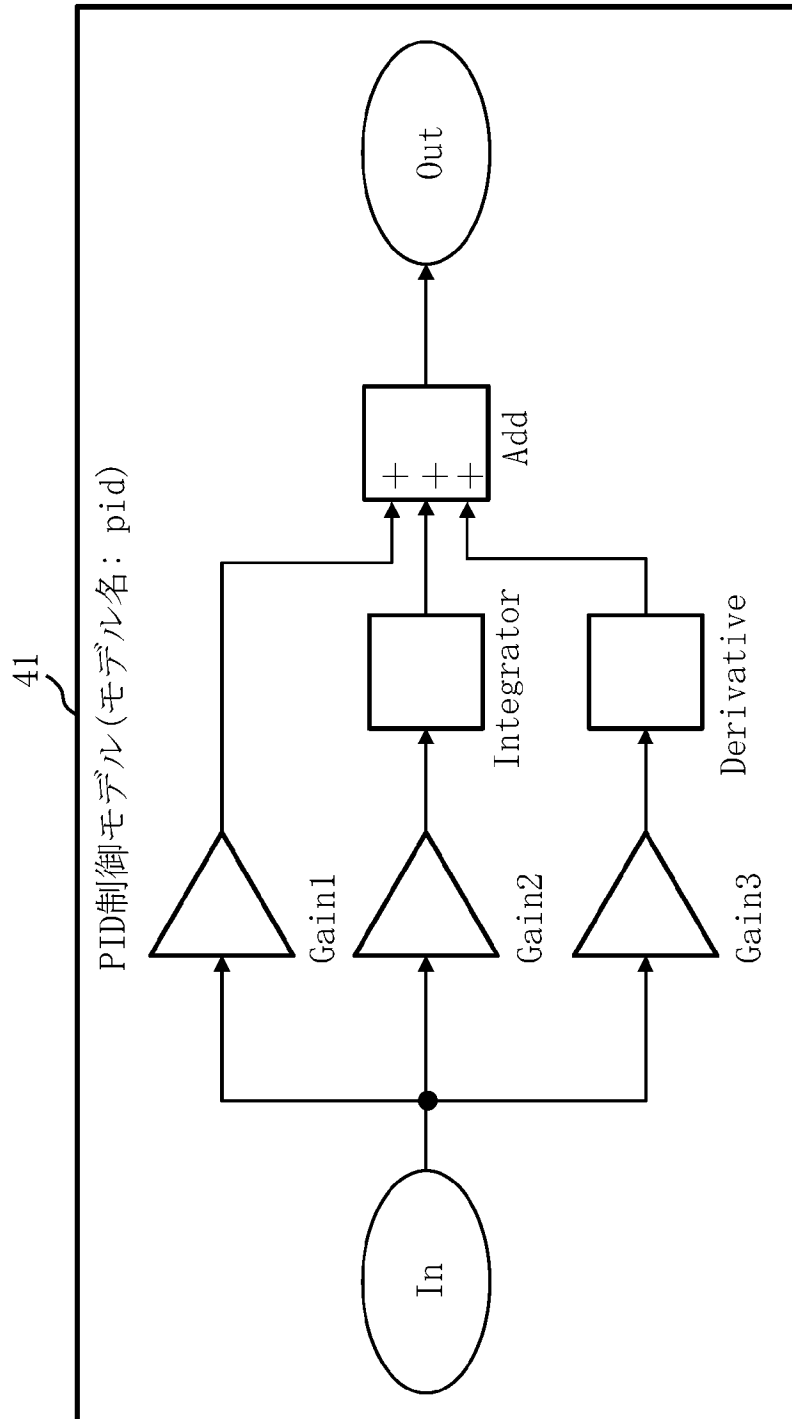 41
PID制御モデル(モデル名: pid)
In
Gain1
Gain2
Gain3
Integrator
Derivative
+
+
+
Add
Out